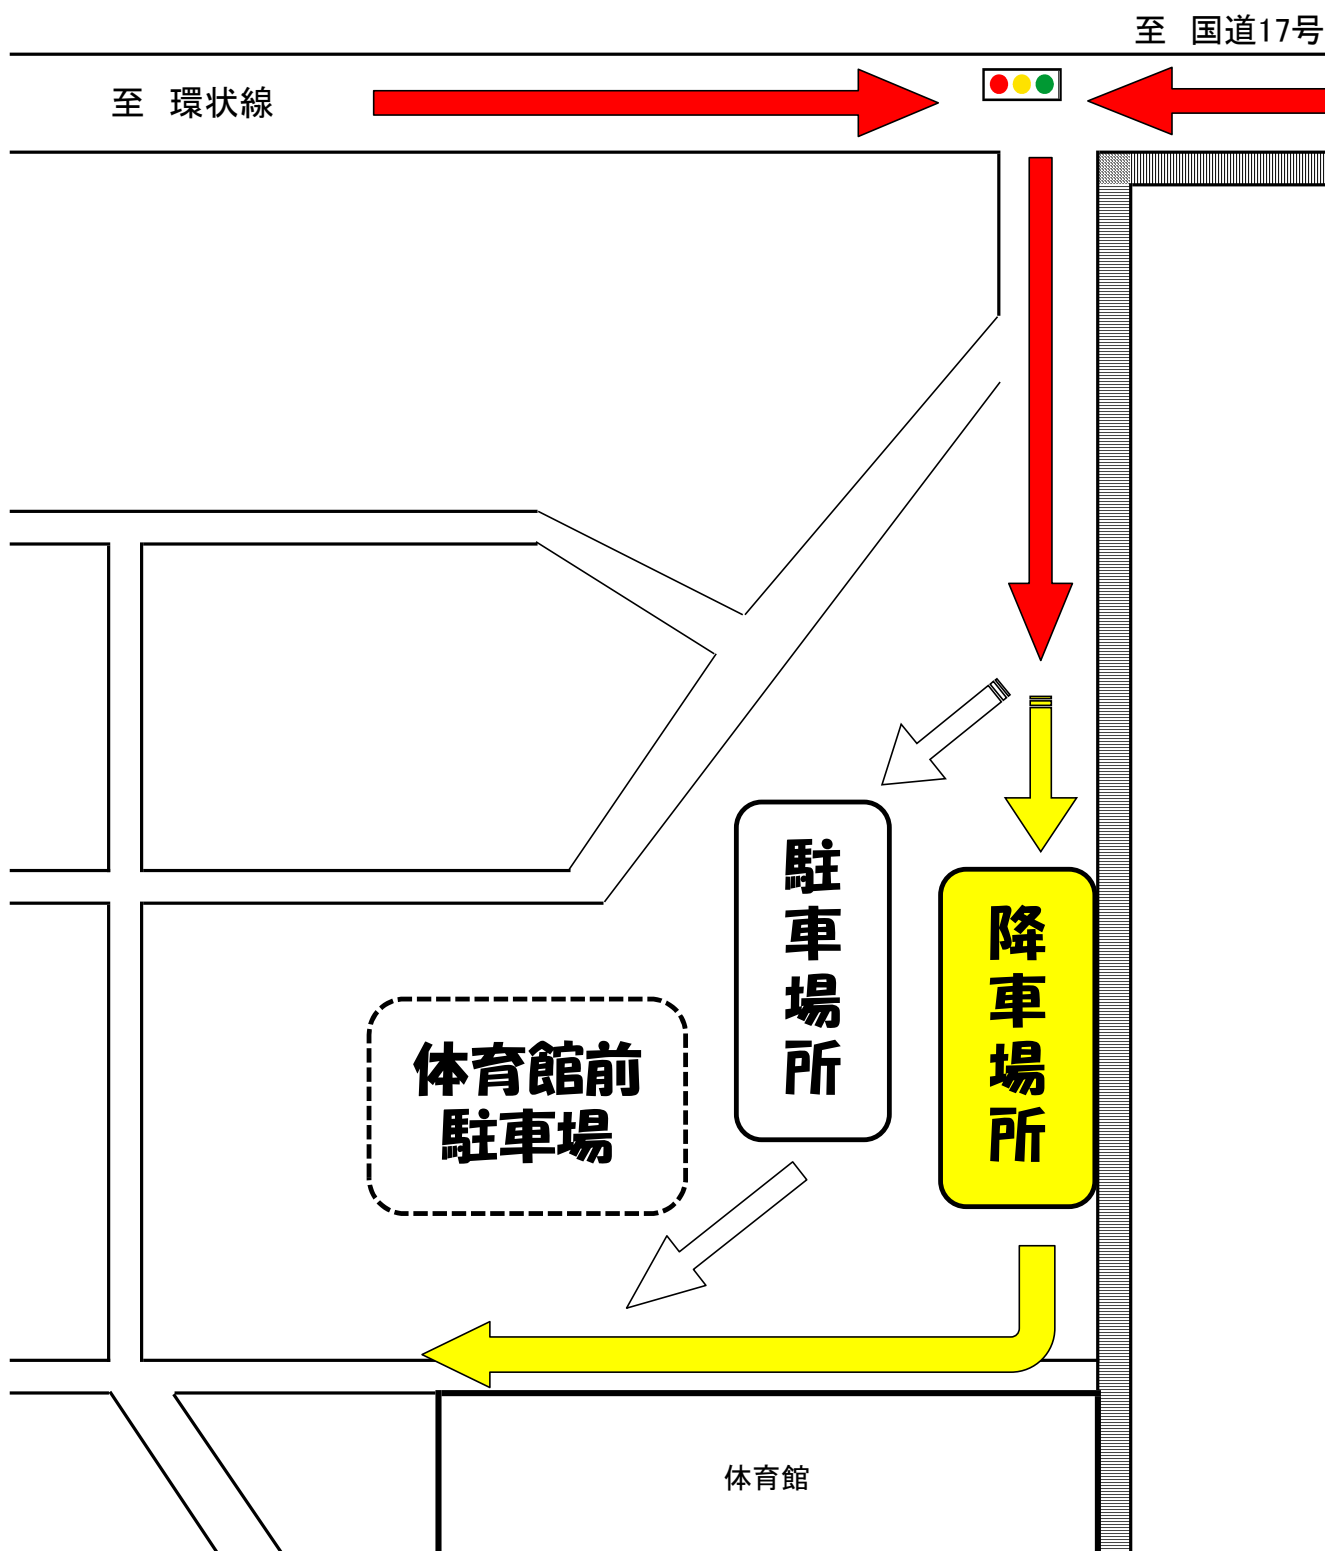 至　国道17号
至　環状線
駐車場所
降車場所
体育館前
駐車場
体育館